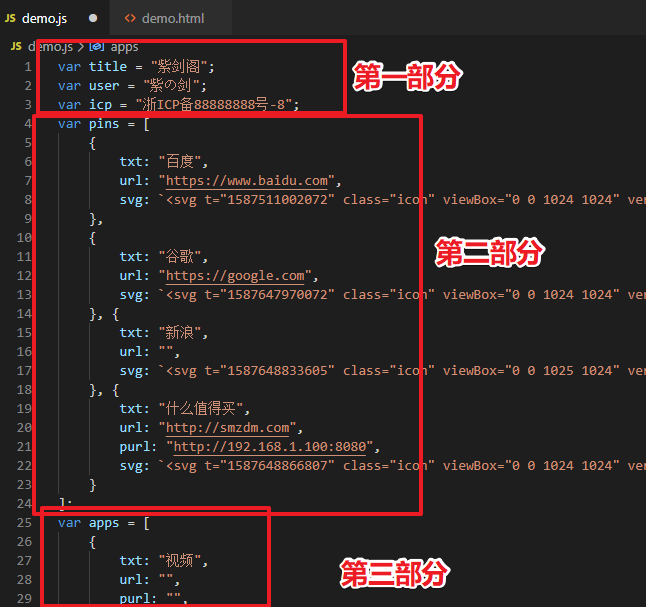 JS demo.js ● <> demo.html
JS demo.js > apps
1 var title = "紫剑阁";
2 var user = "紫の剑";
3 var icp = "浙ICP备88888888号-8";
第一部分
4 var pins = [
5 {
6 txt: "百度",
7 url: "https://www.baidu.com",
8 svg: `<svg t="1587511002072" class="icon" viewBox="0 0 1024 1024" ver
9 },
10 {
11 txt: "谷歌",
第二部分
12 url: "https://google.com",
13 svg: `<svg t="1587647970072" class="icon" viewBox="0 0 1024 1024" ver
14 }, {
15 txt: "新浪",
16 url: "",
17 svg: `<svg t="1587648833605" class="icon" viewBox="0 0 1025 1024" ver
18 }, {
19 txt: "什么值得买",
20 url: "http://smzdm.com",
21 purl: "http://192.168.1.100:8080",
22 svg: `<svg t="1587648866807" class="icon" viewBox="0 0 1024 1024" ver
23 }
24 ];
25 var apps = [
26 {
27 txt: "视频",
第三部分
28 url: "",
29 purl: "",